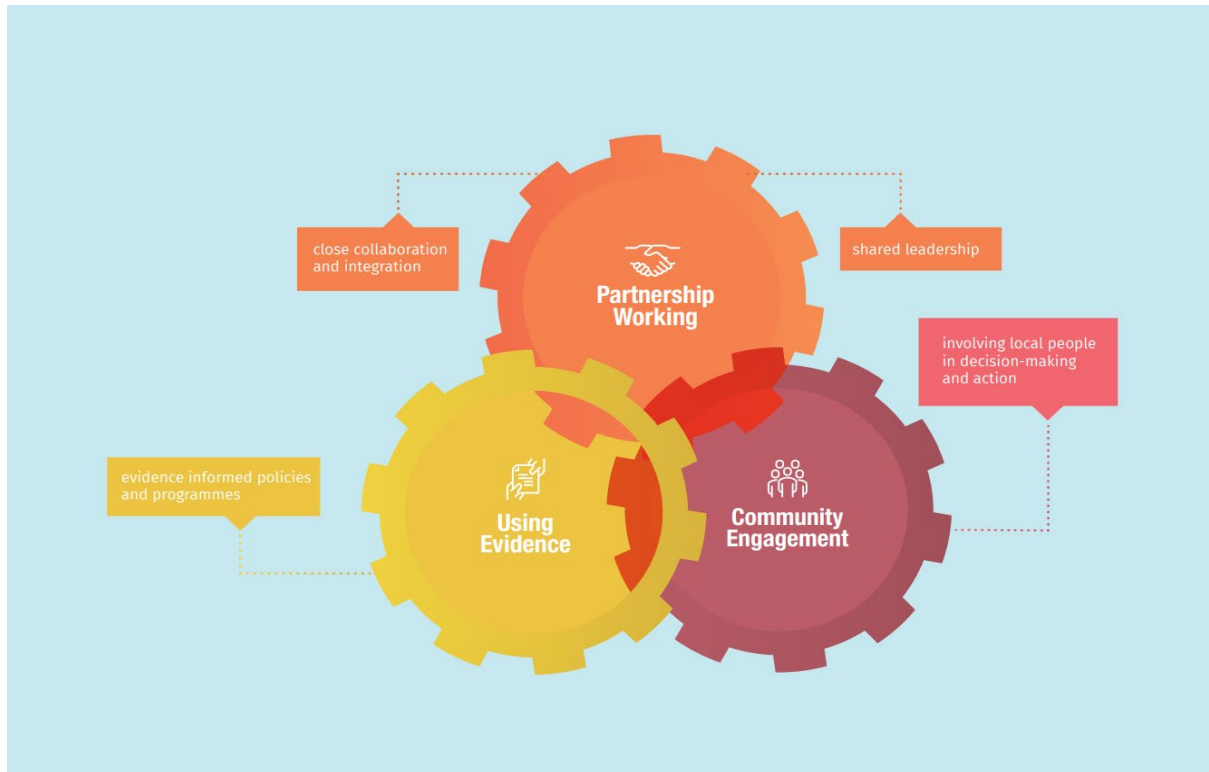 close collaboration
and integration
shared leadership
Partnership
Working
involving local people
in decision-making
and action
evidence informed policies
and programmes
Using
Evidence
Community
Engagement